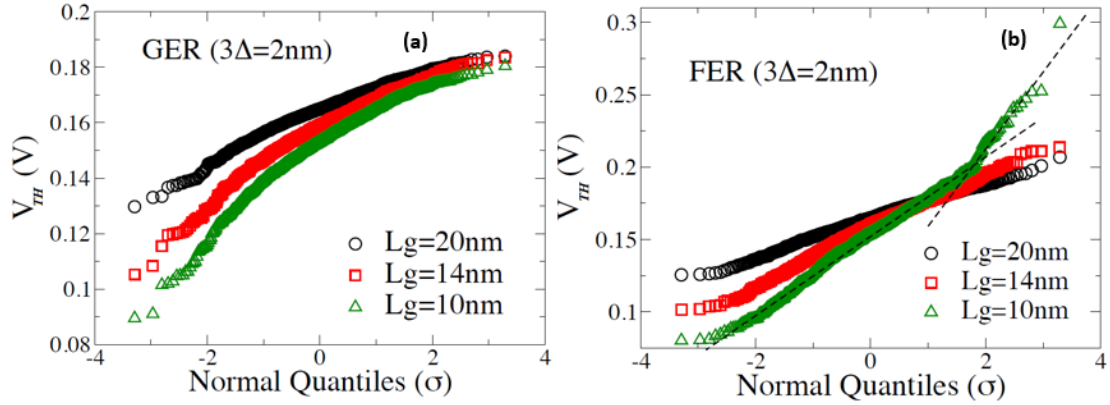 GER (3Δ=2nm)
(a)
V_TH (V)
0.2
0.18
0.16
0.14
0.12
0.1
0.08
-4
-2
0
2
4
Normal Quantiles (σ)
Lg=20nm
Lg=14nm
Lg=10nm
(b)
FER (3Δ=2nm)
V_TH (V)
0.3
0.25
0.2
0.15
0.1
-4
-2
0
2
4
Normal Quantiles (σ)
Lg=20nm
Lg=14nm
Lg=10nm